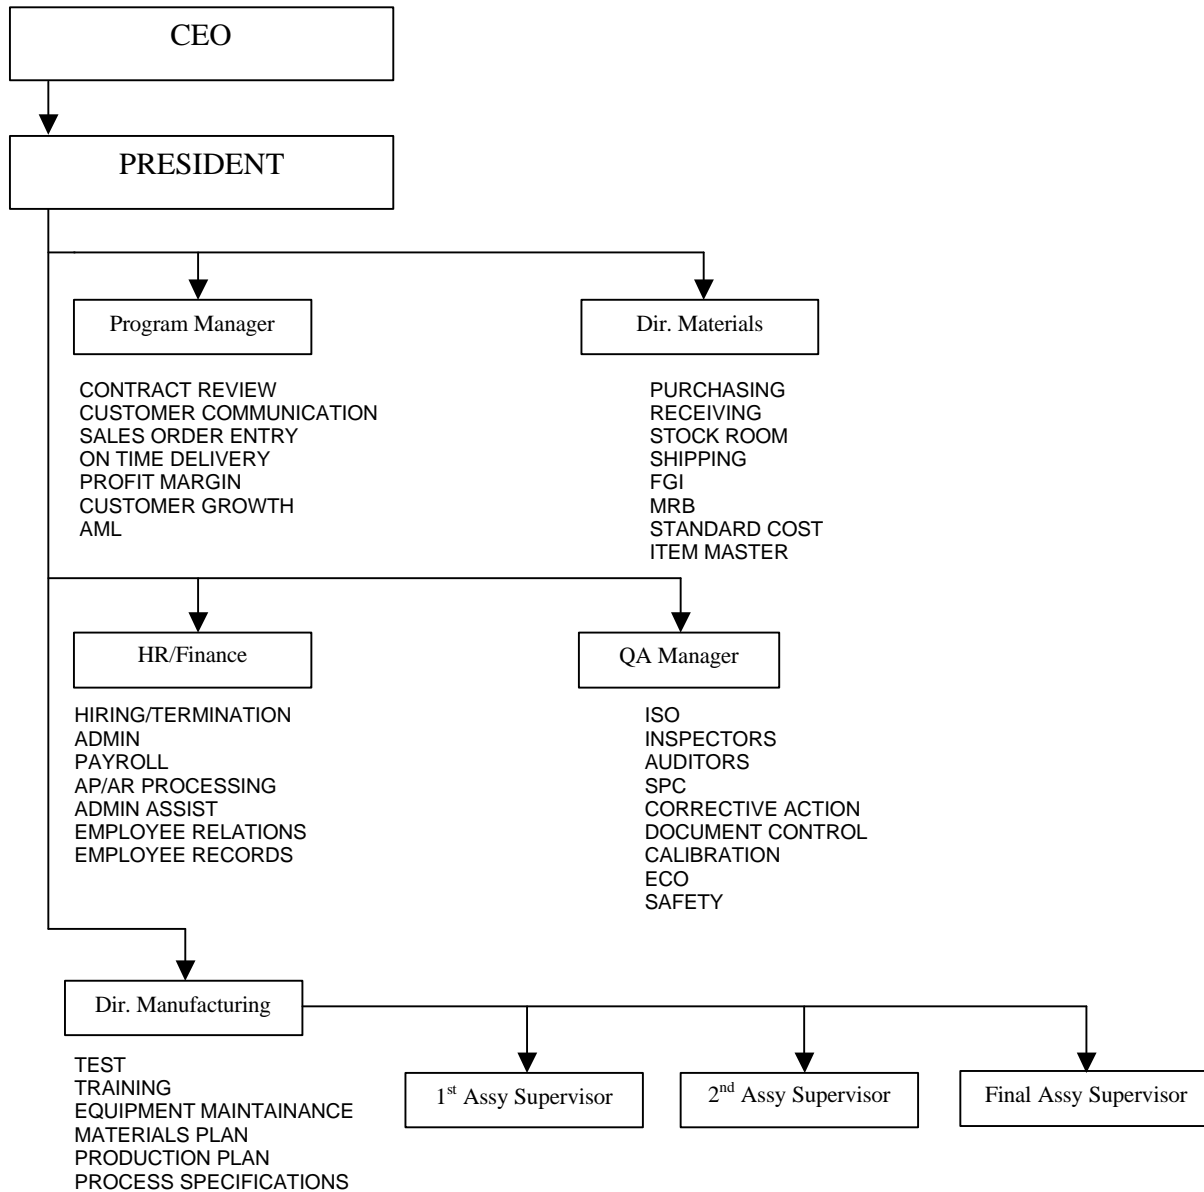 CEO
PRESIDENT
Program Manager
CONTRACT REVIEW
CUSTOMER COMMUNICATION
SALES ORDER ENTRY
ON TIME DELIVERY
PROFIT MARGIN
CUSTOMER GROWTH
AML
Dir. Materials
PURCHASING
RECEIVING
STOCK ROOM
SHIPPING
FGI
MRB
STANDARD COST
ITEM MASTER
HR/Finance
HIRING/TERMINATION
ADMIN
PAYROLL
AP/AR PROCESSING
ADMIN ASSIST
EMPLOYEE RELATIONS
EMPLOYEE RECORDS
QA Manager
ISO
INSPECTORS
AUDITORS
SPC
CORRECTIVE ACTION
DOCUMENT CONTROL
CALIBRATION
ECO
SAFETY
Dir. Manufacturing
TEST
TRAINING
EQUIPMENT MAINTAINANCE
MATERIALS PLAN
PRODUCTION PLAN
PROCESS SPECIFICATIONS
1st Assy Supervisor
2nd Assy Supervisor
Final Assy Supervisor